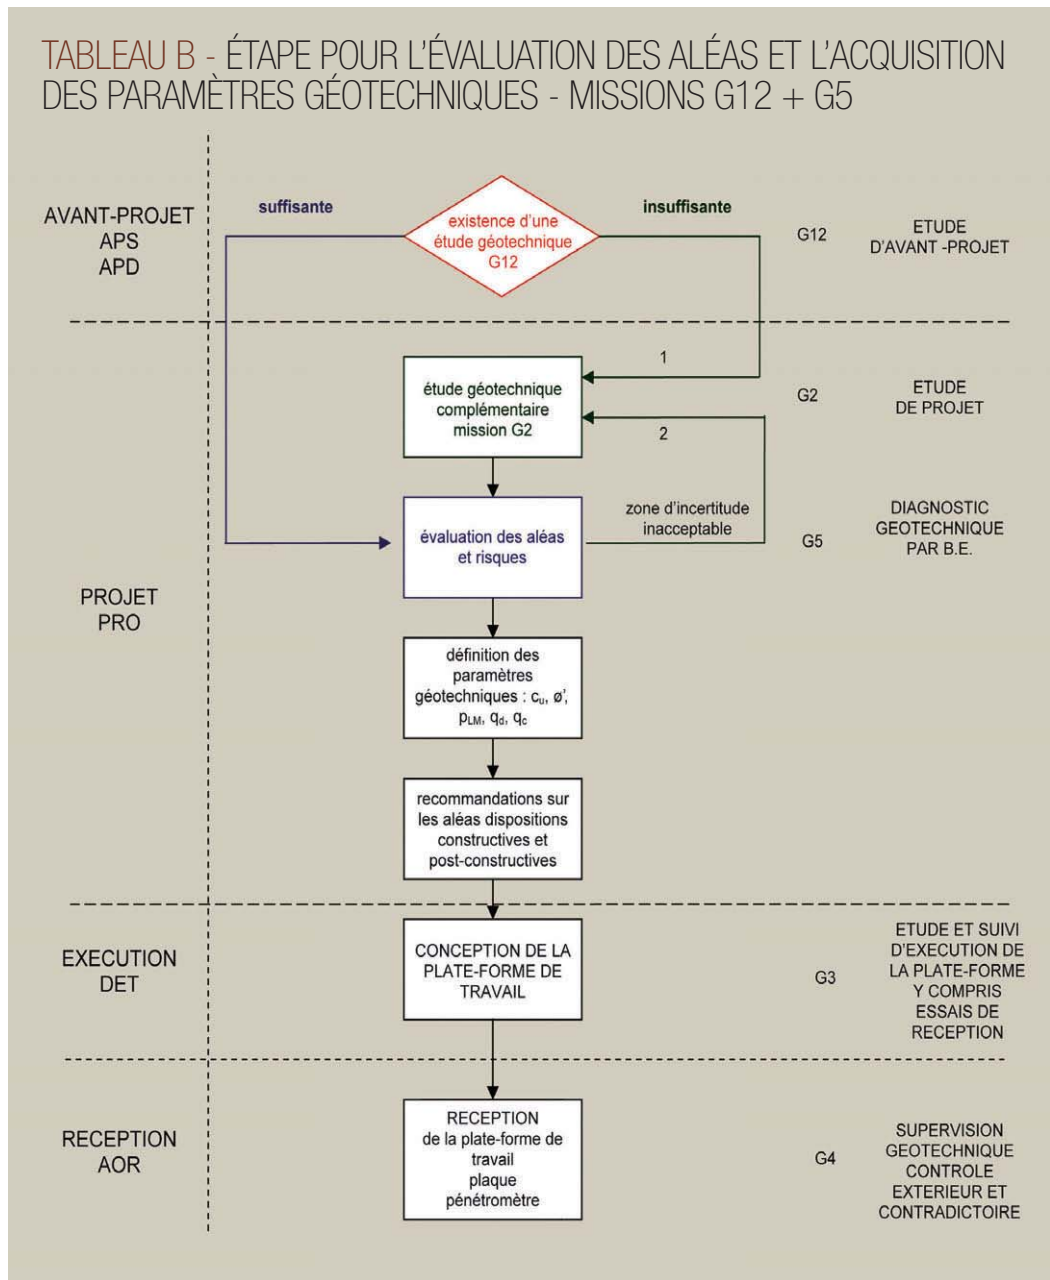 TABLEAU B - ÉTAPE POUR L'ÉVALUATION DES ALÉAS ET L'ACQUISITION
DES PARAMÈTRES GÉOTECHNIQUES - MISSIONS G12 + G5
AVANT-PROJET
APS
APD
suffisante
existence d'une
étude géotechnique
G12
insuffisante
G12
ETUDE
D'AVANT -PROJET
PROJET
PRO
1
étude géotechnique
complémentaire
mission G2
2
G2
ETUDE
DE PROJET
évaluation des aléas
et risques
zone d'incertitude
inacceptable
G5
DIAGNOSTIC
GEOTECHNIQUE
PAR B.E.
définition des
paramètres
géotechniques : cu, ø',
pLM, qd, qc
recommandations sur
les aléas dispositions
constructives et
post-constructives
EXECUTION
DET
CONCEPTION DE LA
PLATE-FORME DE
TRAVAIL
G3
ETUDE ET SUIVI
D'EXECUTION DE
LA PLATE-FORME
Y COMPRIS
ESSAIS DE
RECEPTION
RECEPTION
AOR
RECEPTION
de la plate-forme de
travail
plaque
pénétromètre
G4
SUPERVISION
GEOTECHNIQUE
CONTROLE
EXTERIEUR ET
CONTRADICTOIRE